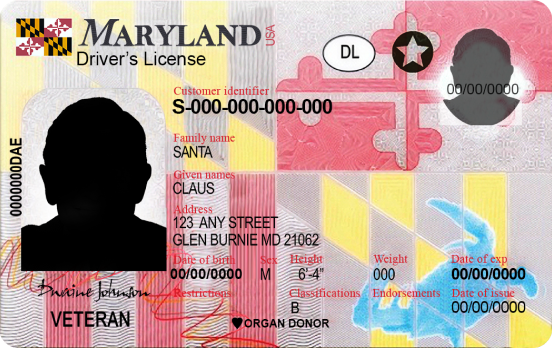 MARYLAND USA
Driver's License
DL
00/00/0000
Customer identifier
S-000-000-000-000
Family name
SANTA
Given names
CLAUS
Address
123 ANY STREET
GLEN BURNIE MD 21062
Date of birth Sex Height Weight Date of exp
00/00/0000 M 6'-4" 000 00/00/0000
Restrictions Classifications Endorsements Date of issue
B 00/00/0000
0000000DAE
Dwaine Johnson
VETERAN
ORGAN DONOR